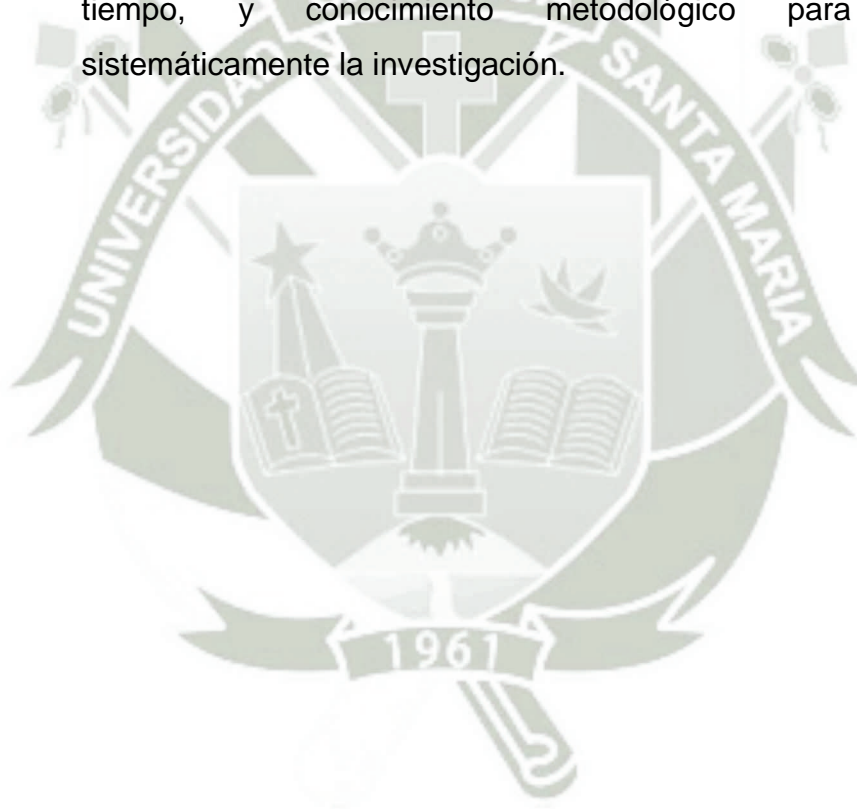 tiempo, y conocimiento metodológico para
sistemáticamente la investigación.
UNIVERSIDAD
SANTA MARIA
1961